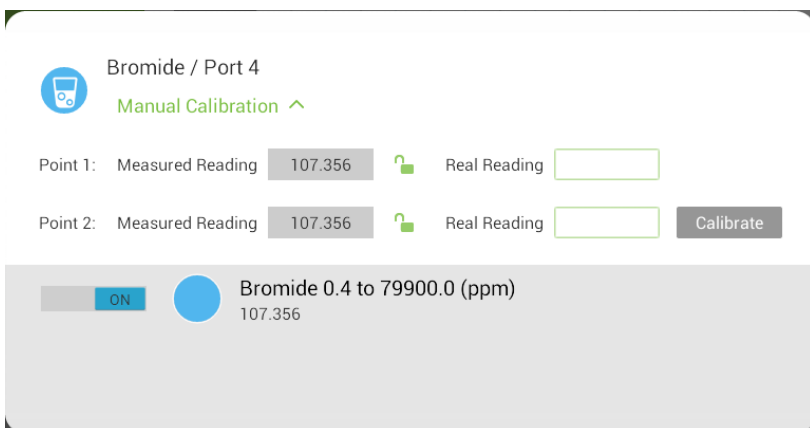 Bromide / Port 4
Manual Calibration
Point 1: Measured Reading 107.356 Real Reading
Point 2: Measured Reading 107.356 Real Reading Calibrate
ON Bromide 0.4 to 79900.0 (ppm)
107.356